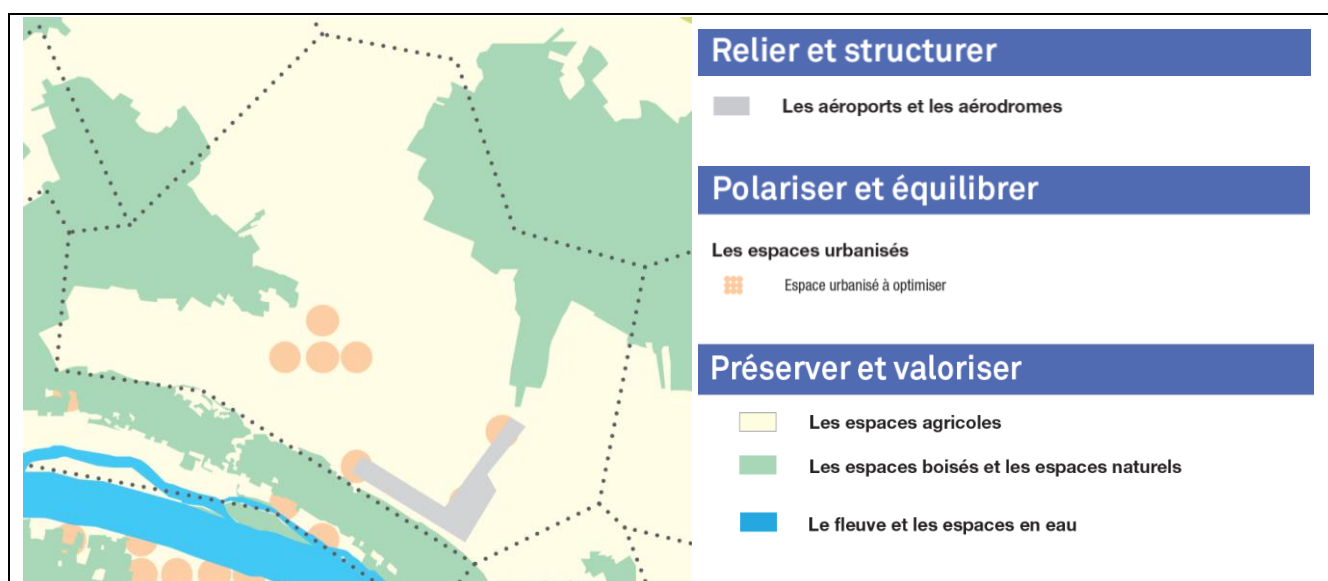 Relier et structurer
Les aéroports et les aérodromes
Polariser et équilibrer
Les espaces urbanisés
Espace urbanisé à optimiser
Préserver et valoriser
Les espaces agricoles
Les espaces boisés et les espaces naturels
Le fleuve et les espaces en eau